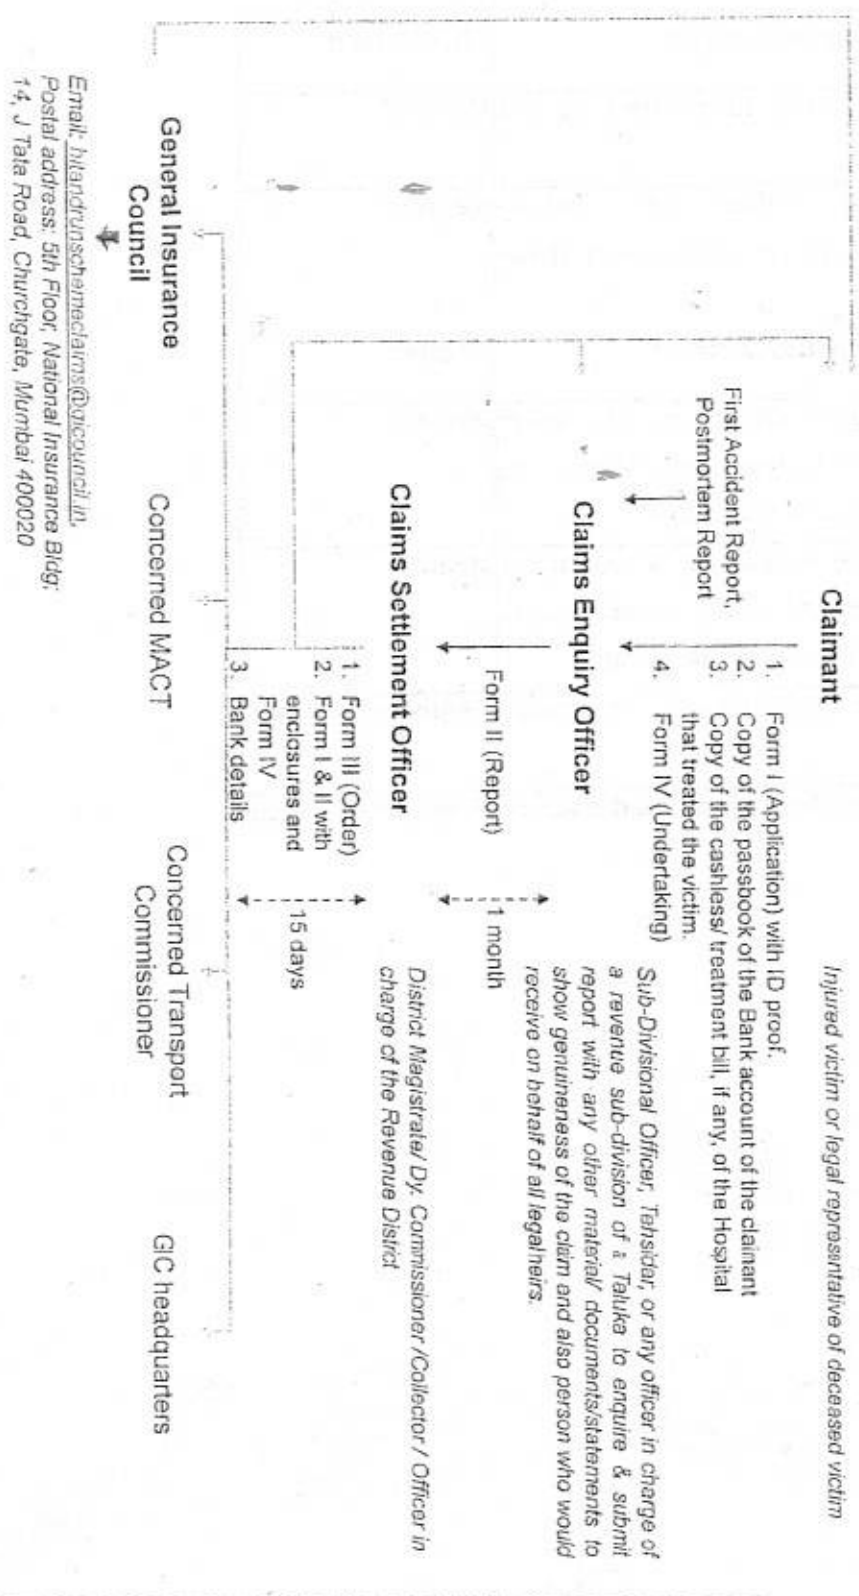 Claimant
Injured victim or legal representative of deceased victim
1. Form I (Application) with ID proof.
2. Copy of the passbook of the Bank account of the claimant
3. Copy of the cashless/ treatment bill, if any, of the Hospital
that treated the victim.
4. Form IV (Undertaking)
First Accident Report,
Postmortem Report
Claims Enquiry Officer
Sub-Divisional Officer, Tehsidar, or any officer in charge of
a revenue sub-division of a Taluka to enquire & submit
report with any other material/ documents/statements to
show genuineness of the claim and also person who would
receive on behalf of all legalheirs.
Form II (Report)
1 month
Claims Settlement Officer
District Magistrate/ Dy. Commissioner /Collector / Officer in
charge of the Revenue District
1. Form III (Order)
2. Form I & II with
enclosures and
Form IV
3. Bank details
15 days
General Insurance
Council
Concerned MACT
Concerned Transport
Commissioner
GIC headquarters
Email: hitandrunschemeclaims@gicouncil.in,
Postal address: 5th Floor, National Insurance Bldg;
14, J Tata Road, Churchgate, Mumbai 400020